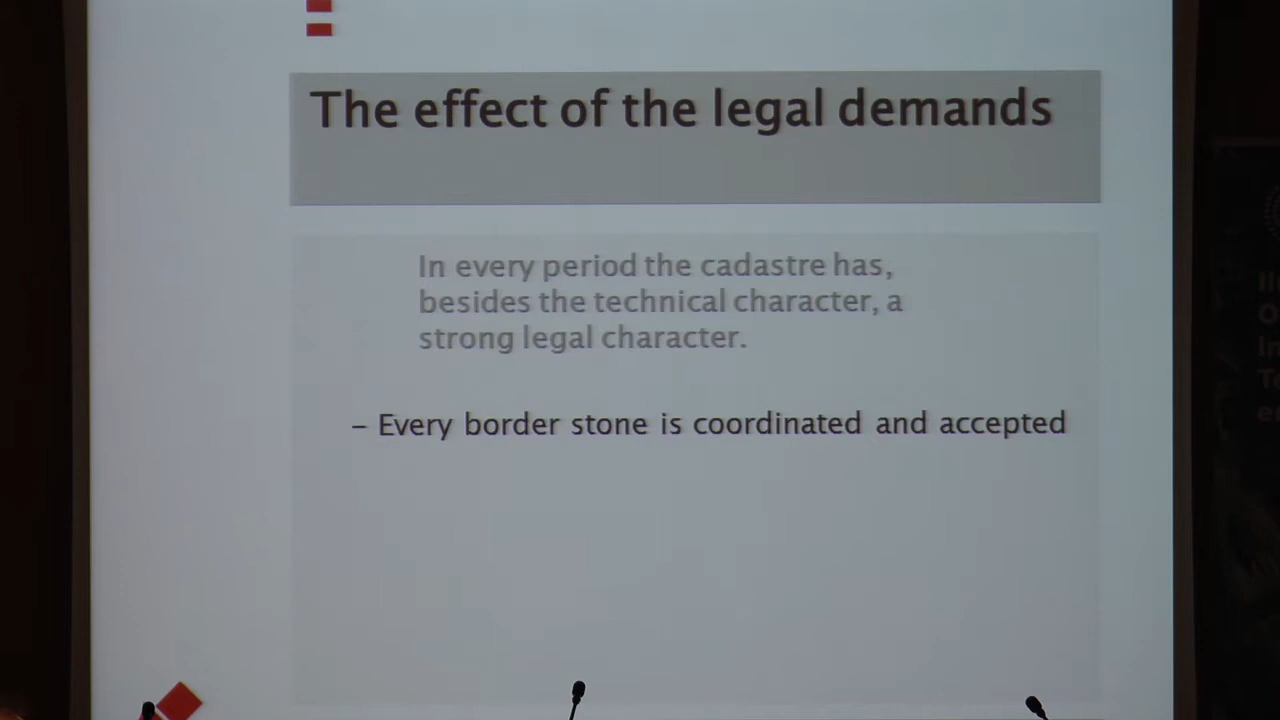 The effect of the legal demands
In every period the cadastre has,
besides the technical character, a
strong legal character.
– Every border stone is coordinated and accepted